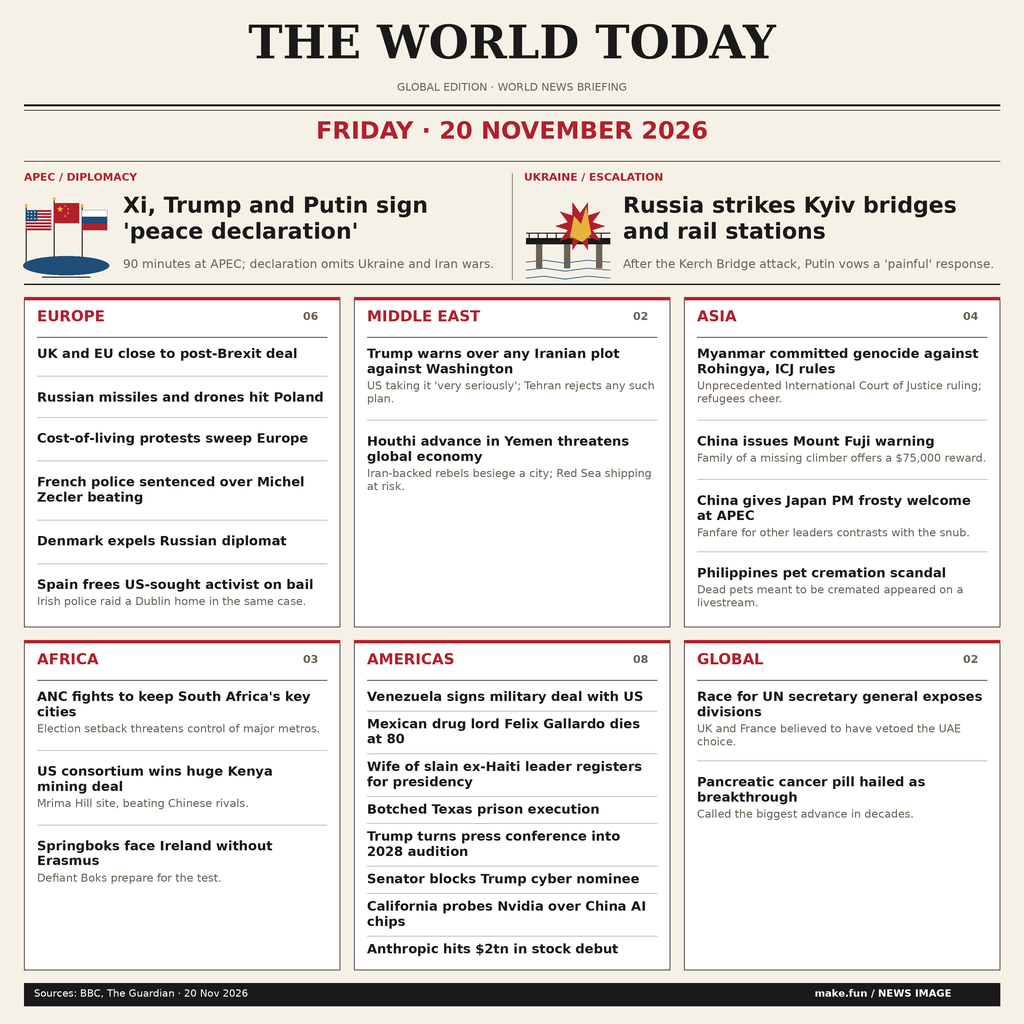 THE WORLD TODAY
GLOBAL EDITION · WORLD NEWS BRIEFING
FRIDAY · 20 NOVEMBER 2026
APEC / DIPLOMACY
Xi, Trump and Putin sign
'peace declaration'
90 minutes at APEC; declaration omits Ukraine and Iran wars.
UKRAINE / ESCALATION
Russia strikes Kyiv bridges
and rail stations
After the Kerch Bridge attack, Putin vows a 'painful' response.
EUROPE 06
UK and EU close to post-Brexit deal
Russian missiles and drones hit Poland
Cost-of-living protests sweep Europe
French police sentenced over Michel
Zecler beating
Denmark expels Russian diplomat
Spain frees US-sought activist on bail
Irish police raid a Dublin home in the same case.
MIDDLE EAST 02
Trump warns over any Iranian plot
against Washington
US taking it 'very seriously'; Tehran rejects any such
plan.
Houthi advance in Yemen threatens
global economy
Iran-backed rebels besiege a city; Red Sea shipping
at risk.
ASIA 04
Myanmar committed genocide against
Rohingya, ICJ rules
Unprecedented International Court of Justice ruling;
refugees cheer.
China issues Mount Fuji warning
Family of a missing climber offers a $75,000 reward.
China gives Japan PM frosty welcome
at APEC
Fanfare for other leaders contrasts with the snub.
Philippines pet cremation scandal
Dead pets meant to be cremated appeared on a
livestream.
AFRICA 03
ANC fights to keep South Africa's key
cities
Election setback threatens control of major metros.
US consortium wins huge Kenya
mining deal
Mrima Hill site, beating Chinese rivals.
Springboks face Ireland without
Erasmus
Defiant Boks prepare for the test.
AMERICAS 08
Venezuela signs military deal with US
Mexican drug lord Felix Gallardo dies
at 80
Wife of slain ex-Haiti leader registers
for presidency
Botched Texas prison execution
Trump turns press conference into
2028 audition
Senator blocks Trump cyber nominee
California probes Nvidia over China AI
chips
Anthropic hits $2tn in stock debut
GLOBAL 02
Race for UN secretary general exposes
divisions
UK and France believed to have vetoed the UAE
choice.
Pancreatic cancer pill hailed as
breakthrough
Called the biggest advance in decades.
Sources: BBC, The Guardian · 20 Nov 2026
make.fun / NEWS IMAGE